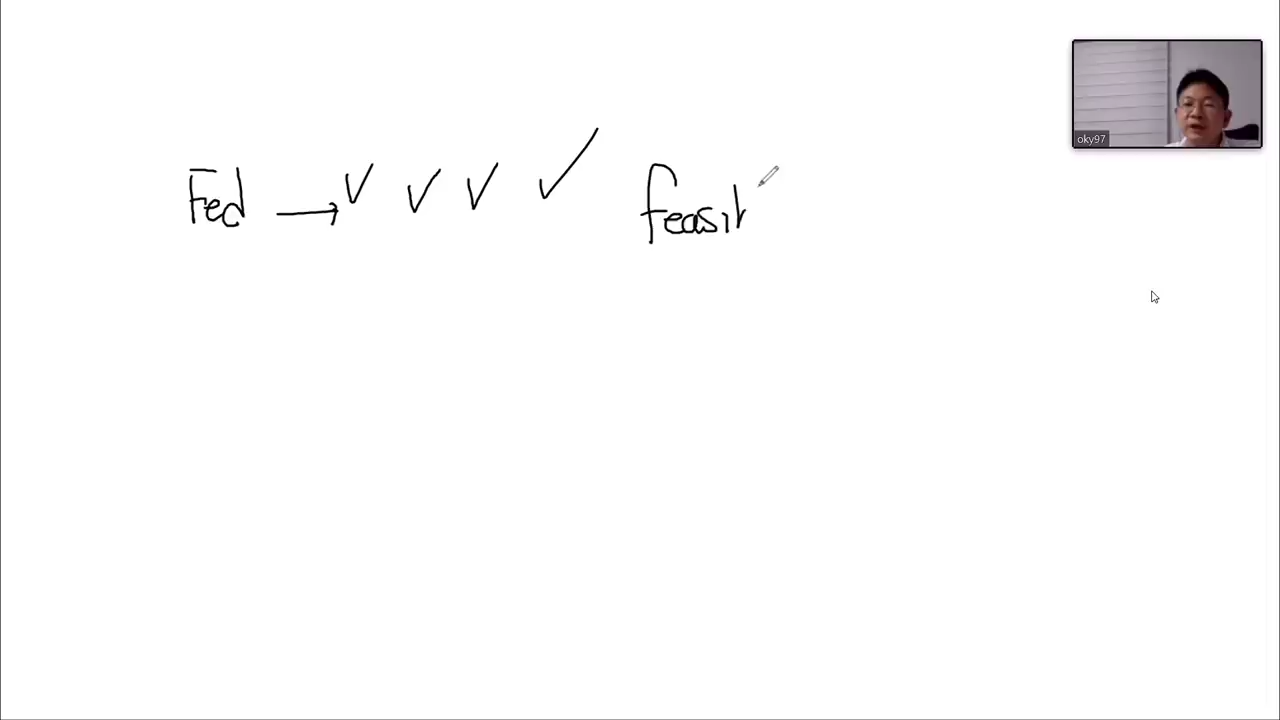 Fed → ✓ ✓ ✓ ✓ feasi
oky97